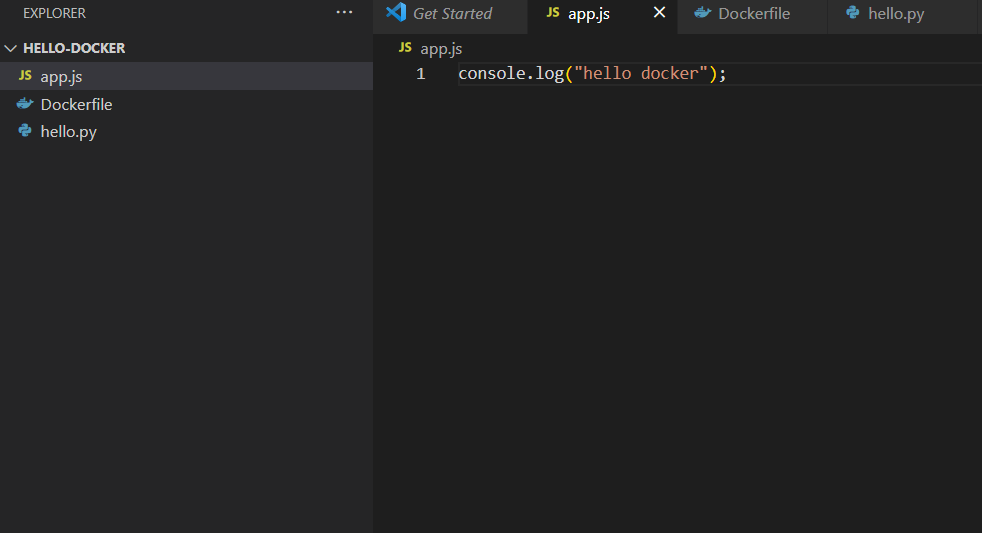 EXPLORER ...
Get Started app.js × Dockerfile hello.py
HELLO-DOCKER
JS app.js
Dockerfile
hello.py
JS app.js
1 console.log("hello docker");